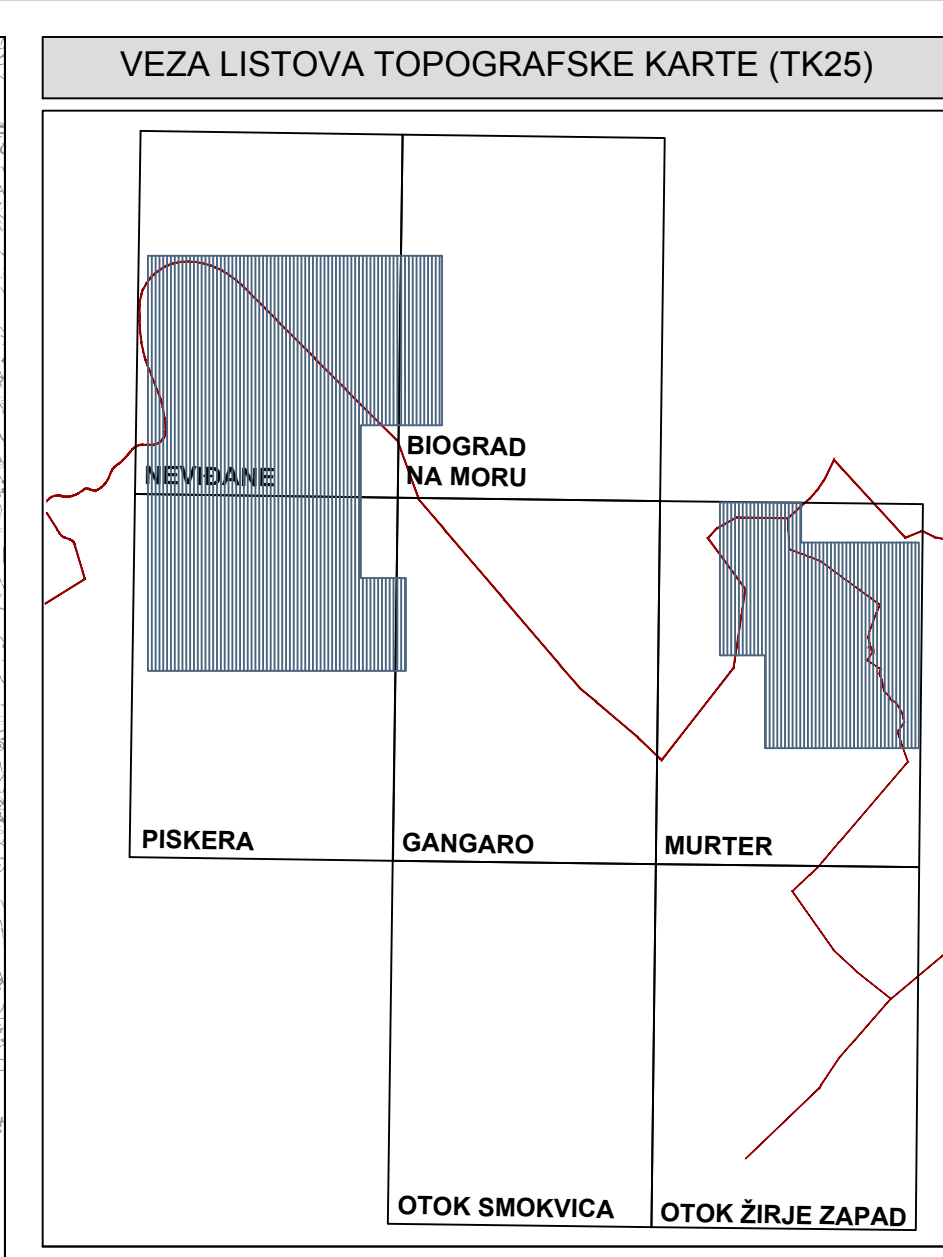 VEZA LISTOVA TOPOGRAFSKE KARTE (TK25)
NEVIĐANE
BIOGRAD
NA MORU
PISKERA
GANGARO
MURTER
OTOK SMOKVICA
OTOK ŽIRJE ZAPAD